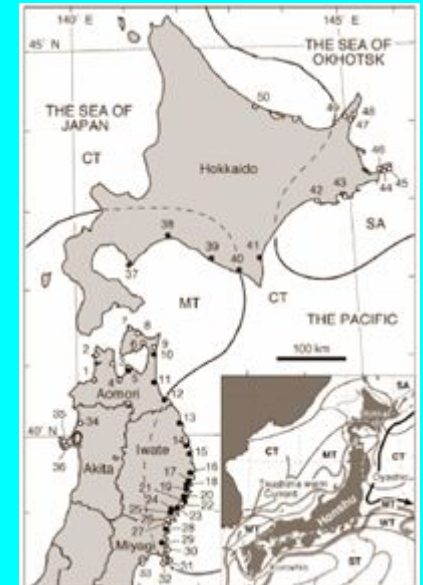 140 E
145 E
45 N
THE SEA OF
OKHOTSK
THE SEA OF
JAPAN
CT
50
49
48
47
46
Hokkaido
45
44
43
42
SA
38
39
41
40
37
MT
CT
THE PACIFIC
100 km
7
8
6
9
10
2
1
4
5
11
12
Aomori
13
35
34
40 N
36
Akita
Iwate
14
15
16
17
18
19
20
21
22
23
24
25
26
27
28
29
30
31
32
33
Miyagi
SA
CT
MT
CT
Tsushima warm
Current
Oyashio
Honshu
MT
MT
WT
ST
Kuroshio